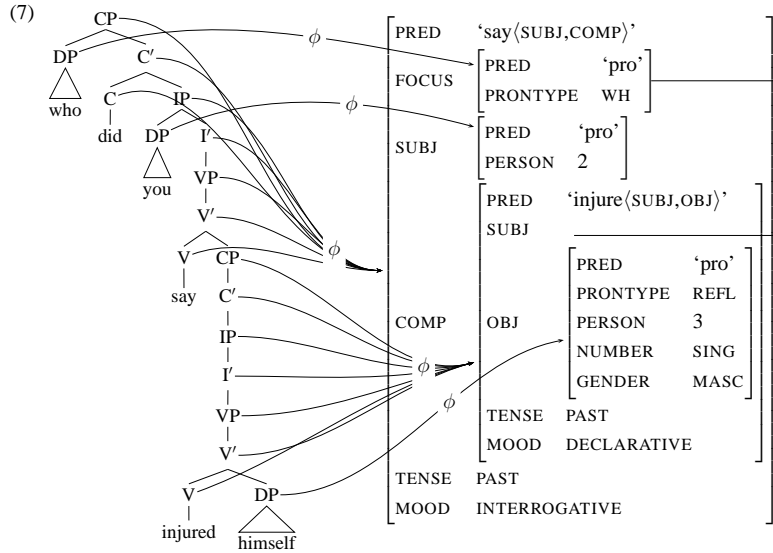 (7)
CP
PRED ‘say⟨SUBJ,COMP⟩’
DP C′ ϕ
FOCUS PRED ‘pro’
PRONTYPE WH
who C IP
did DP I′ ϕ
SUBJ PRED ‘pro’
PERSON 2
you VP
V′
V CP ϕ
say C′
IP
I′ ϕ
VP ϕ
V′
V DP
injured himself
COMP PRED ‘injure⟨SUBJ,OBJ⟩’
SUBJ
OBJ PRED ‘pro’
PRONTYPE REFL
PERSON 3
NUMBER SING
GENDER MASC
TENSE PAST
MOOD DECLARATIVE
TENSE PAST
MOOD INTERROGATIVE